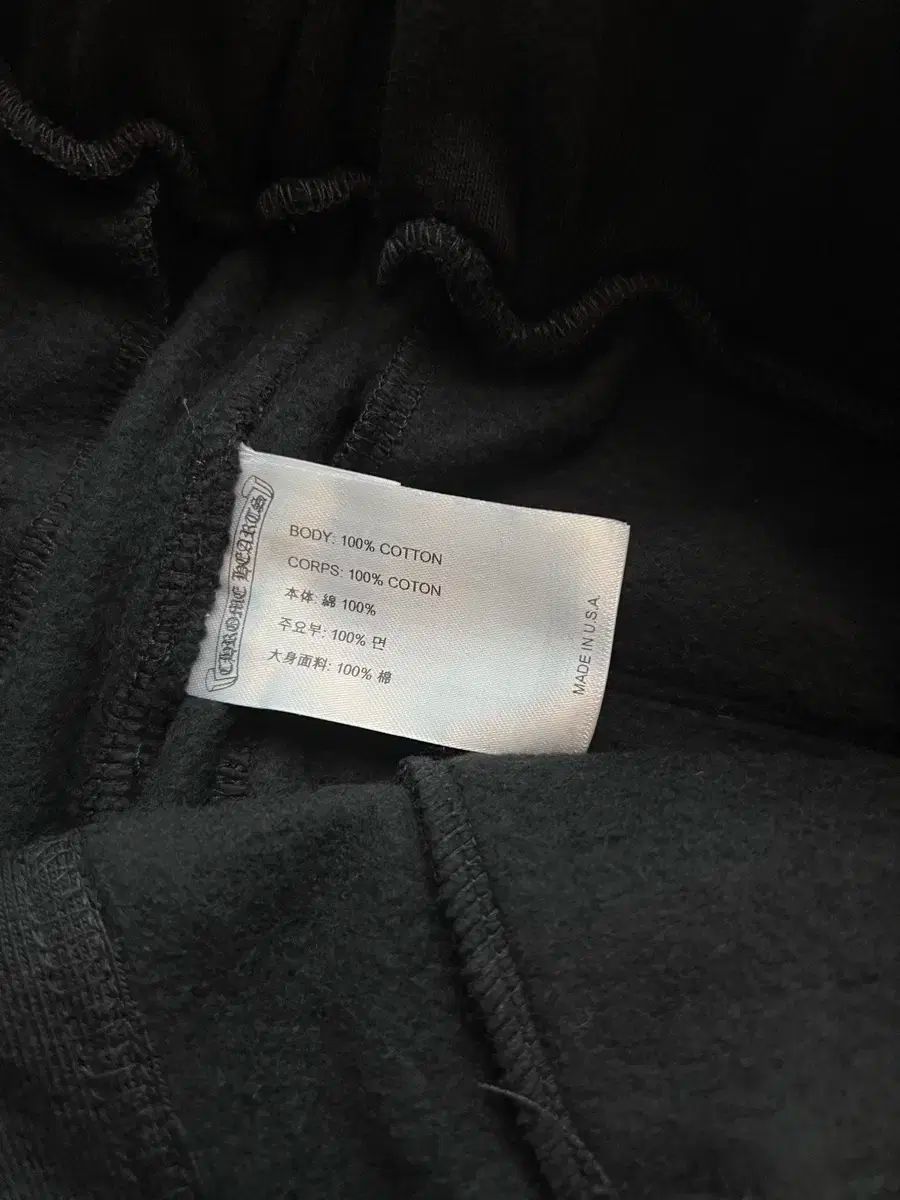 CHROME HEARTS
BODY: 100% COTTON
CORPS: 100% COTON
本体: 綿 100%
주요부: 100% 면
大身面料: 100% 棉
MADE IN U.S.A.